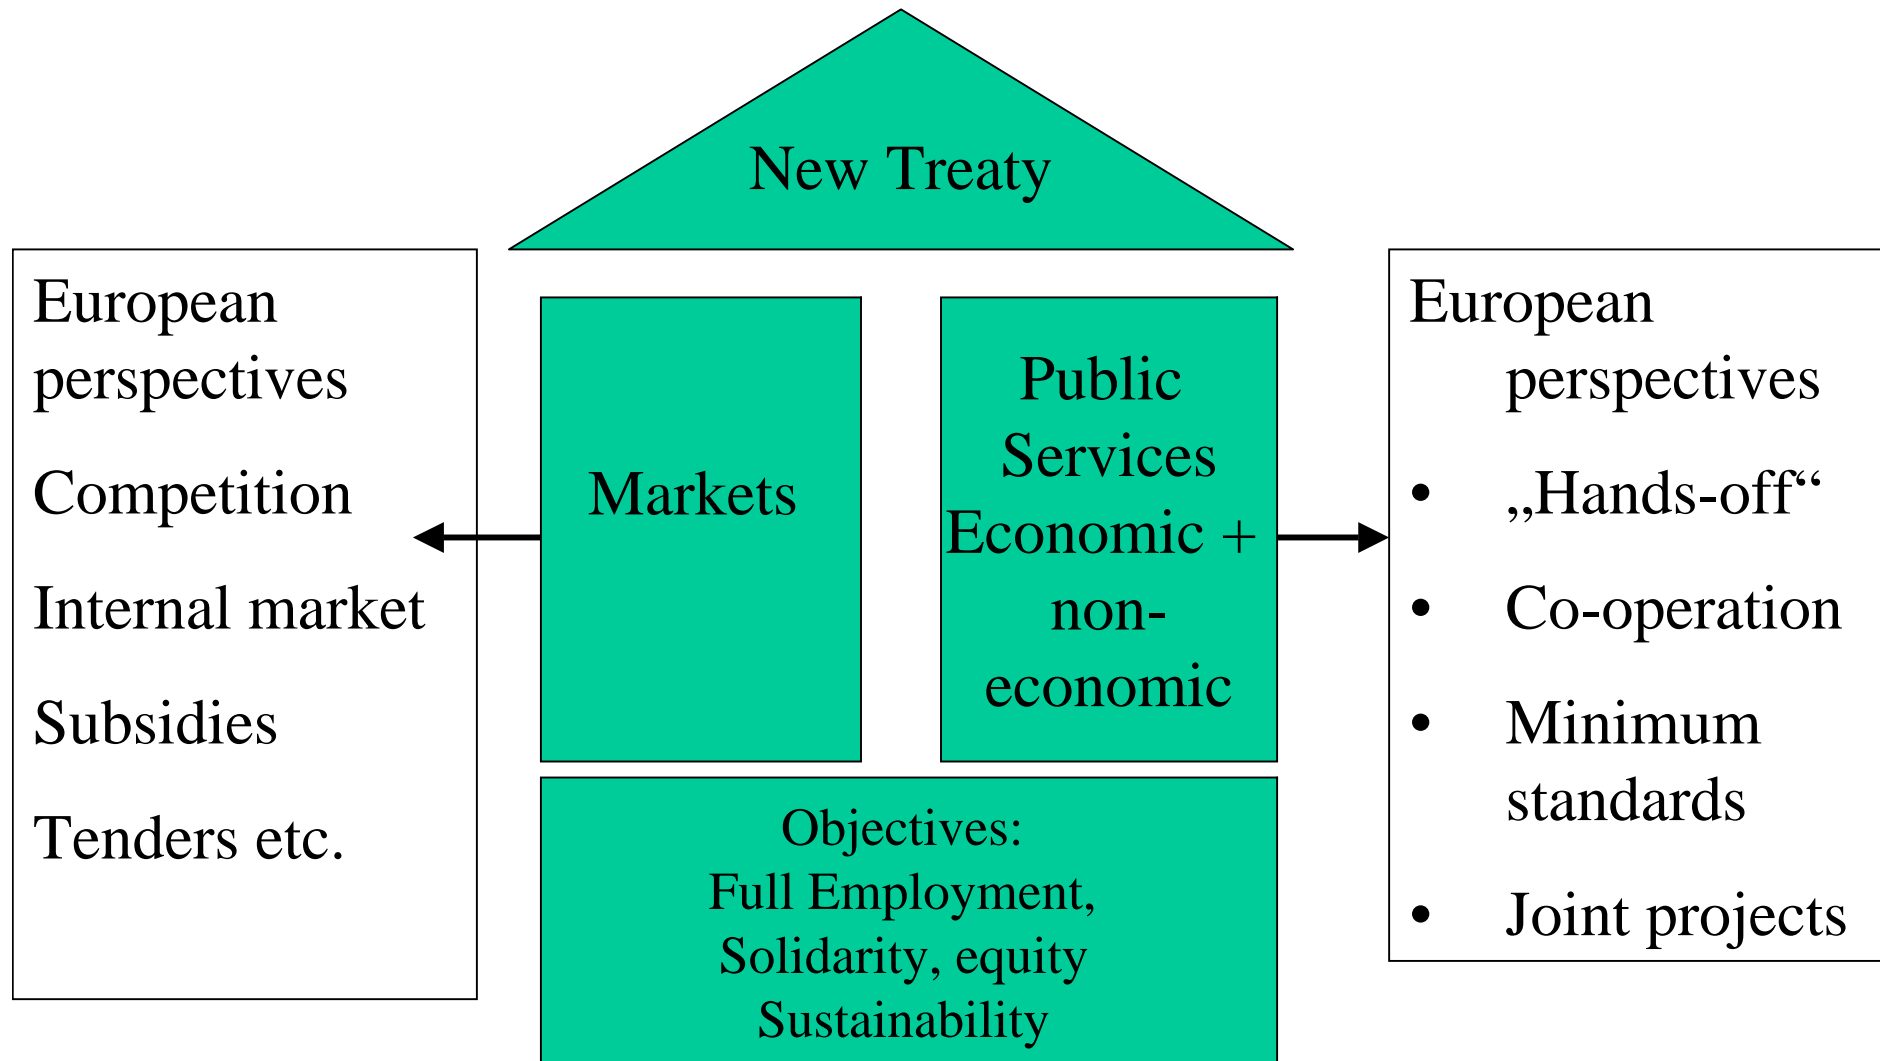 New Treaty
European
perspectives
Competition
Internal market
Subsidies
Tenders etc.
Markets
Public
Services
Economic +
non-
economic
European
perspectives
• „Hands-off“
• Co-operation
• Minimum
standards
• Joint projects
Objectives:
Full Employment,
Solidarity, equity
Sustainability